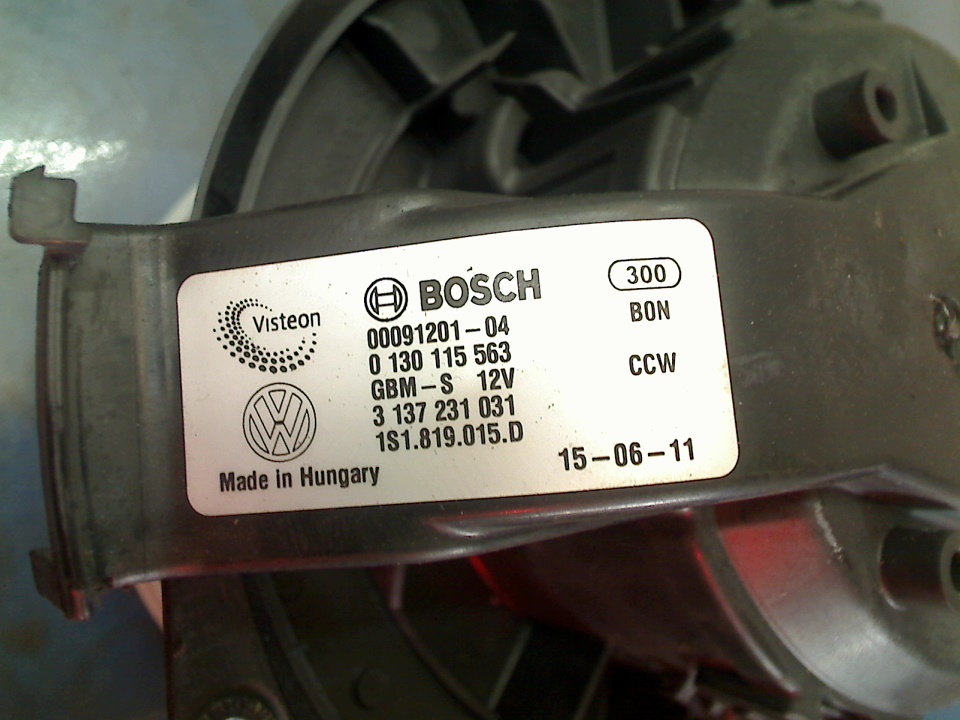 Visteon
BOSCH
00091201-04
0 130 115 563
GBM-S 12V
3 137 231 031
1S1.819.015.D
Made in Hungary
300
BON
CCW
15-06-11